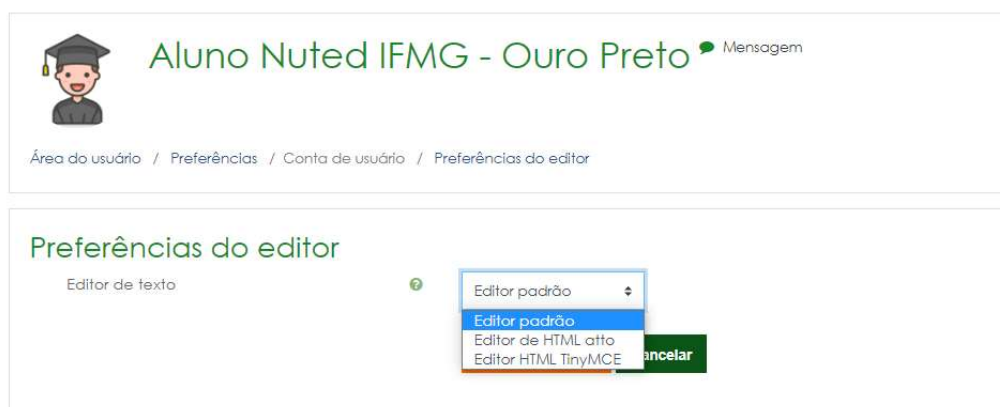 Aluno Nuted IFMG - Ouro Preto Mensagem
Área do usuário / Preferências / Conta de usuário / Preferências do editor
Preferências do editor
Editor de texto Editor padrão
Editor padrão
Editor de HTML atto
Editor HTML TinyMCE